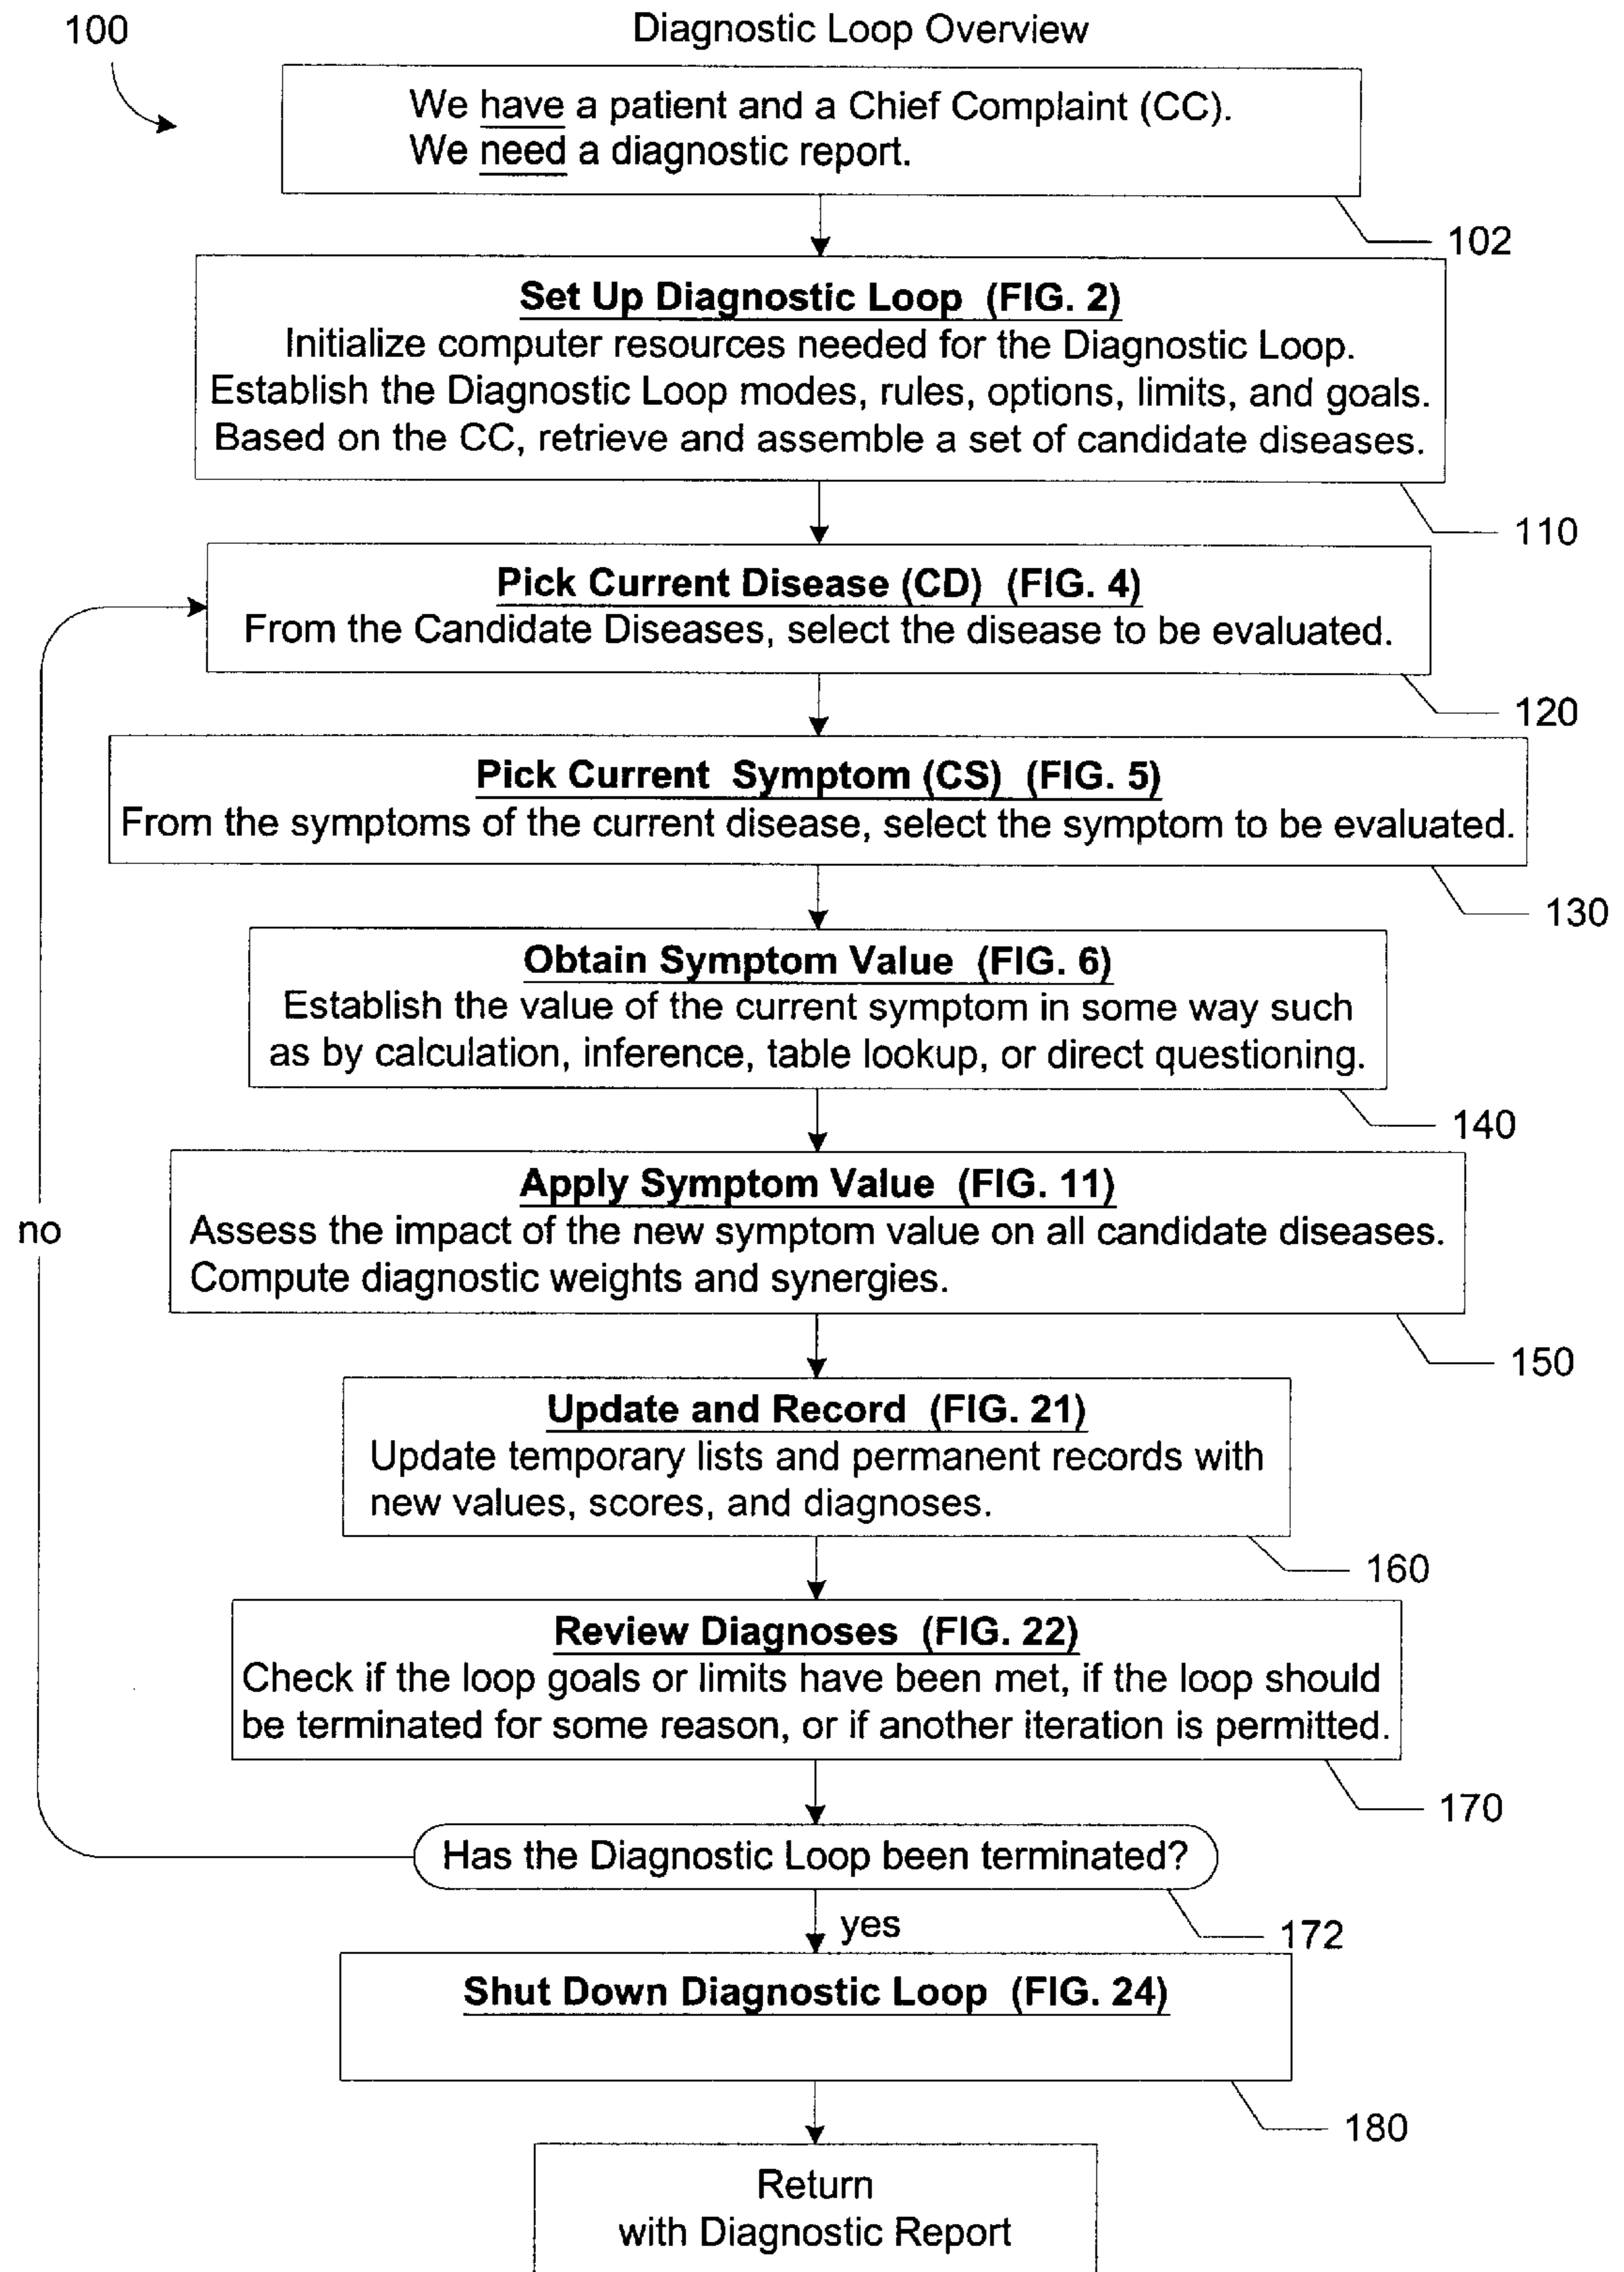 100
Diagnostic Loop Overview
We have a patient and a Chief Complaint (CC).
We need a diagnostic report.
102
Set Up Diagnostic Loop (FIG. 2)
Initialize computer resources needed for the Diagnostic Loop.
Establish the Diagnostic Loop modes, rules, options, limits, and goals.
Based on the CC, retrieve and assemble a set of candidate diseases.
110
Pick Current Disease (CD) (FIG. 4)
From the Candidate Diseases, select the disease to be evaluated.
120
Pick Current Symptom (CS) (FIG. 5)
From the symptoms of the current disease, select the symptom to be evaluated.
130
Obtain Symptom Value (FIG. 6)
Establish the value of the current symptom in some way such
as by calculation, inference, table lookup, or direct questioning.
140
Apply Symptom Value (FIG. 11)
Assess the impact of the new symptom value on all candidate diseases.
Compute diagnostic weights and synergies.
150
no
Update and Record (FIG. 21)
Update temporary lists and permanent records with
new values, scores, and diagnoses.
160
Review Diagnoses (FIG. 22)
Check if the loop goals or limits have been met, if the loop should
be terminated for some reason, or if another iteration is permitted.
170
Has the Diagnostic Loop been terminated?
172
yes
Shut Down Diagnostic Loop (FIG. 24)
180
Return
with Diagnostic Report